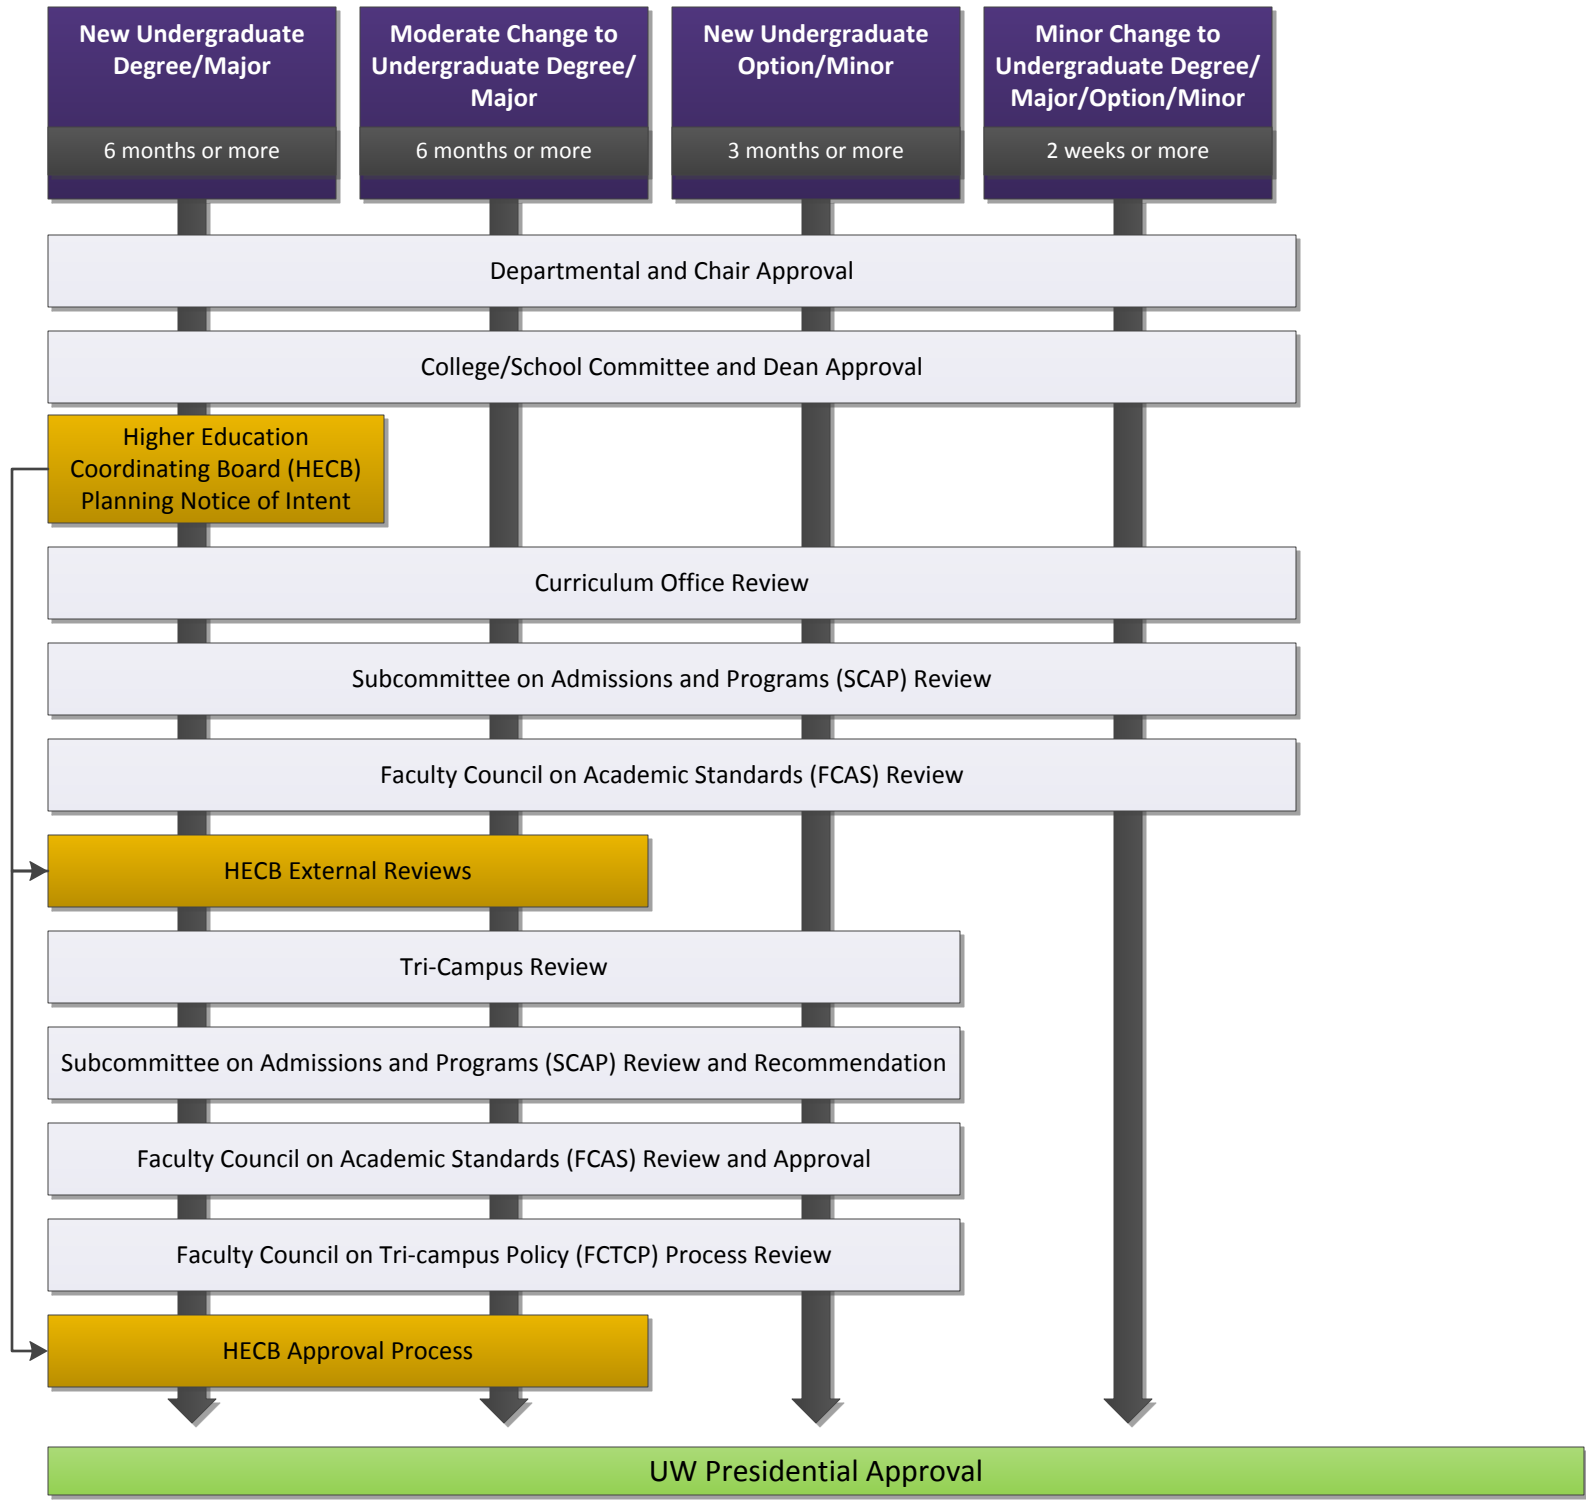 New Undergraduate
Degree/Major
6 months or more
Moderate Change to
Undergraduate Degree/
Major
6 months or more
New Undergraduate
Option/Minor
3 months or more
Minor Change to
Undergraduate Degree/
Major/Option/Minor
2 weeks or more
Departmental and Chair Approval
College/School Committee and Dean Approval
Higher Education
Coordinating Board (HECB)
Planning Notice of Intent
Curriculum Office Review
Subcommittee on Admissions and Programs (SCAP) Review
Faculty Council on Academic Standards (FCAS) Review
HECB External Reviews
Tri-Campus Review
Subcommittee on Admissions and Programs (SCAP) Review and Recommendation
Faculty Council on Academic Standards (FCAS) Review and Approval
Faculty Council on Tri-campus Policy (FCTCP) Process Review
HECB Approval Process
UW Presidential Approval